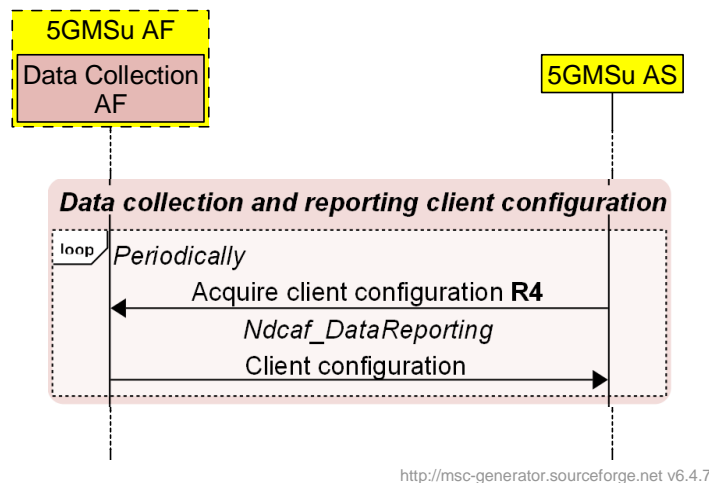 5GMSu AF
Data Collection
AF
5GMSu AS
Data collection and reporting client configuration
loop
Periodically
Acquire client configuration R4
Ndcaf_DataReporting
Client configuration
http://msc-generator.sourceforge.net v6.4.7